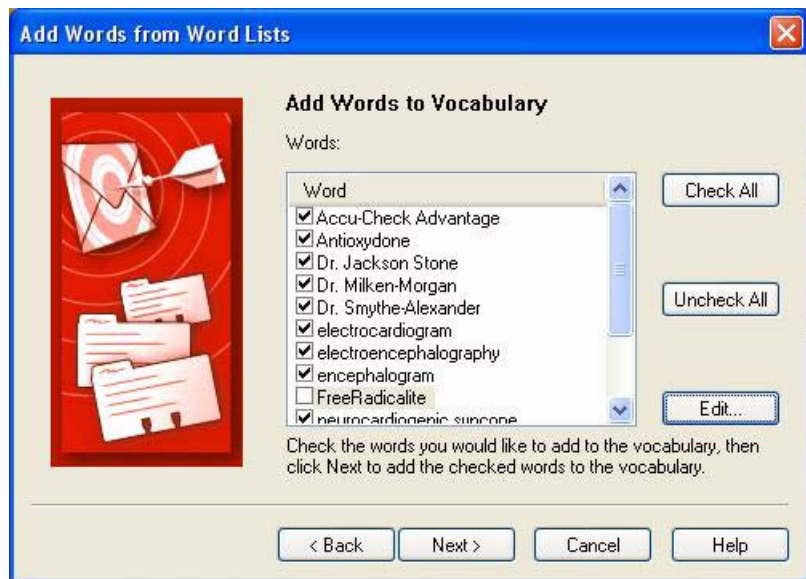 Add Words from Word Lists
Add Words to Vocabulary
Words:
Word
Accu-Check Advantage
Antioxydone
Dr. Jackson Stone
Dr. Milken-Morgan
Dr. Smythe-Alexander
electrocardiogram
electroencephalography
encephalogram
FreeRadicalite
neurocardiogenic syncope
Check All
Uncheck All
Edit...
Check the words you would like to add to the vocabulary, then
click Next to add the checked words to the vocabulary.
< Back
Next >
Cancel
Help